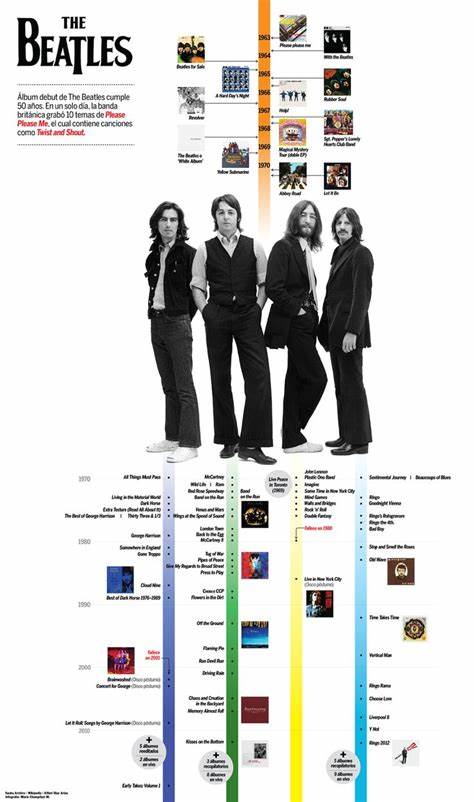 THE
BEATLES
Álbum debut de The Beatles cumple
50 años. En un solo día, la banda
británica grabó 10 temas de Please
Please Me, el cual contiene canciones
como Twist and Shout.
1963
Please please me
With the Beatles
1964
Beatles for Sale
1965
A Hard Day's Night
Rubber Soul
1966
Help!
Revolver
1967
1968
Magical Mystery
Tour (doble EP)
Sgt. Pepper's Lonely
Hearts Club Band
1969
The Beatles o
"White Album"
Yellow Submarine
1970
Abbey Road
Let It Be
1970
1980
1990
2000
2010
All Things Must Pass
Living in the Material World
Dark Horse
Extra Texture (Read All About It)
The Best of George Harrison | Thirty Three & 1/3
George Harrison
Somewhere in England
Gone Troppo
Cloud Nine
Best of Dark Horse 1976-1989
Fallece
en 2001
Brainwashed (Disco póstumo)
Concert for George (Disco póstumo)
Let It Roll: Songs by George Harrison (Disco póstumo)
+
5 álbumes
reeditados
2 álbumes
en vivo
Early Takes: Volume 1
McCartney
Wild Life | Ram
Red Rose Speedway
Band on the Run
Band
on the Run
Venus and Mars
Wings at the Speed of Sound
London Town
Back to the Egg
McCartney II
Tug of War
Pipes of Peace
Give My Regards to Broad Street
Press to Play
Снова в СССР
Flowers in the Dirt
Off the Ground
Flaming Pie
Run Devil Run
Driving Rain
Chaos and Creation
in the Backyard
Memory Almost Full
Kisses on the Bottom
+
3 álbumes
recopilatorios
8 álbumes
en vivo
Live Peace
in Toronto
(1969)
John Lennon
Plastic Ono Band
Imagine
Some Time in New York City
Mind Games
Walls and Bridges
Rock 'n' Roll
Double Fantasy
Fallece en 1980
Live in New York City
(Disco póstumo)
Sentimental Journey | Beaucoups of Blues
Ringo
Goodnight Vienna
Ringo's Rotogravure
Ringo the 4th.
Bad Boy
Stop and Smell the Roses
Old Wave
Time Takes Time
Vertical Man
Ringo Rama
Choose Love
Liverpool 8
Y Not
Ringo 2012
+
5 álbumes
recopilatorios
9 álbumes
en vivo